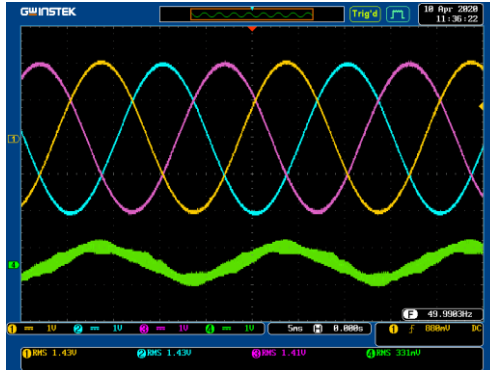 GWINSTEK
Trig'd
10 Apr 2020
11:36:22
1
4
F 49.9903Hz
1 1V 2 1V 3 1V 4 1V 5ms H 0.000s 1 f 880mV DC
1 RMS 1.43V 2 RMS 1.43V 3 RMS 1.41V 4 RMS 331mV